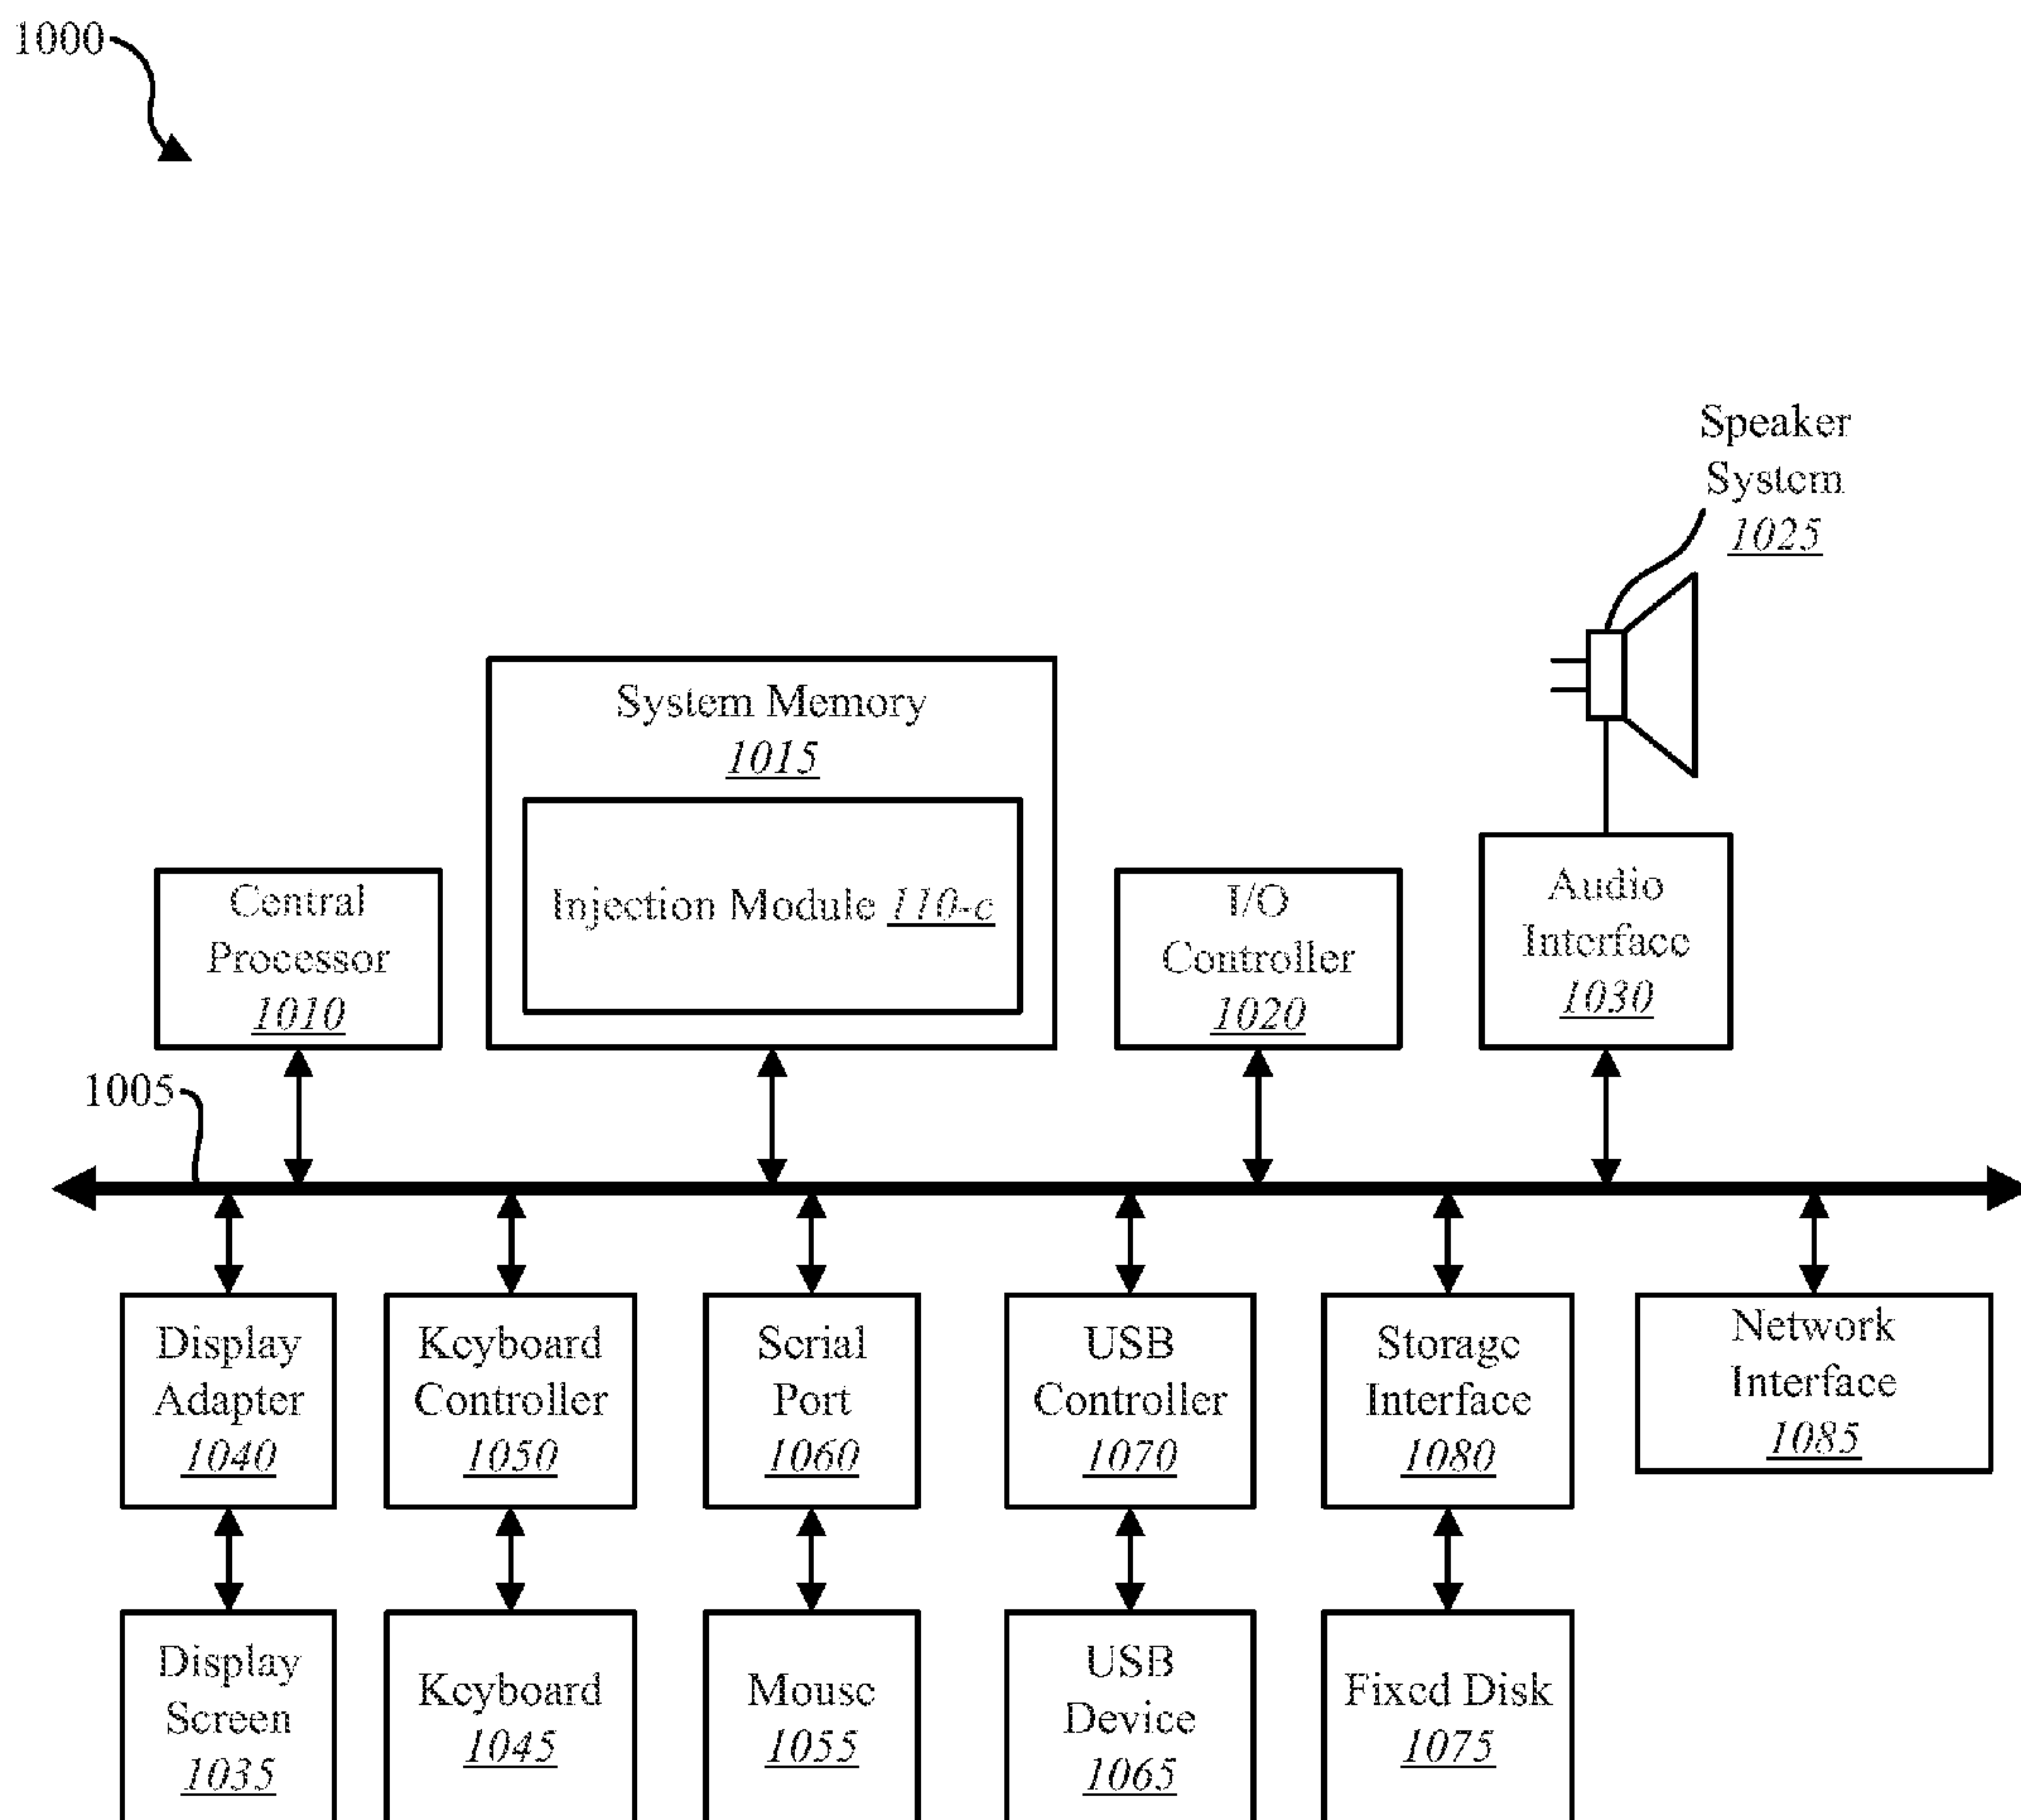 1000
Speaker
System
1025
System Memory
1015
Injection Module 110-c
Central
Processor
1010
I/O
Controller
1020
Audio
Interface
1030
1005
Display
Adapter
1040
Keyboard
Controller
1050
Serial
Port
1060
USB
Controller
1070
Storage
Interface
1080
Network
Interface
1085
Display
Screen
1035
Keyboard
1045
Mouse
1055
USB
Device
1065
Fixed Disk
1075